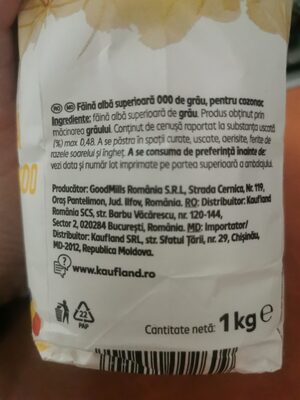 RO MD Făină albă superioară 000 de grâu, pentru cozonac
Ingrediente: făină albă superioară de grâu. Produs obținut prin
măcinarea grâului. Conținut de cenușă raportat la substanța uscată
(%) max. 0,48. A se păstra în spații curate, uscate, aerisite, ferite de
razele soarelui și îngheț. A se consuma de preferință înainte de:
vezi data și număr lot imprimate pe partea superioară a ambalajului.
Producător: GoodMills România S.R.L., Strada Cernica, Nr. 119,
Oraș Pantelimon, Jud. Ilfov, România. RO: Distribuitor: Kaufland
România SCS, str. Barbu Văcărescu, nr. 120-144,
Sector 2, 020284 București, România. MD: Importator/
Distribuitor: Kaufland SRL, str. Sfatul Țării, nr. 29, Chișinău,
MD-2012, Republica Moldova.
www.kaufland.ro
22
PAP
Cantitate netă: 1 kg e